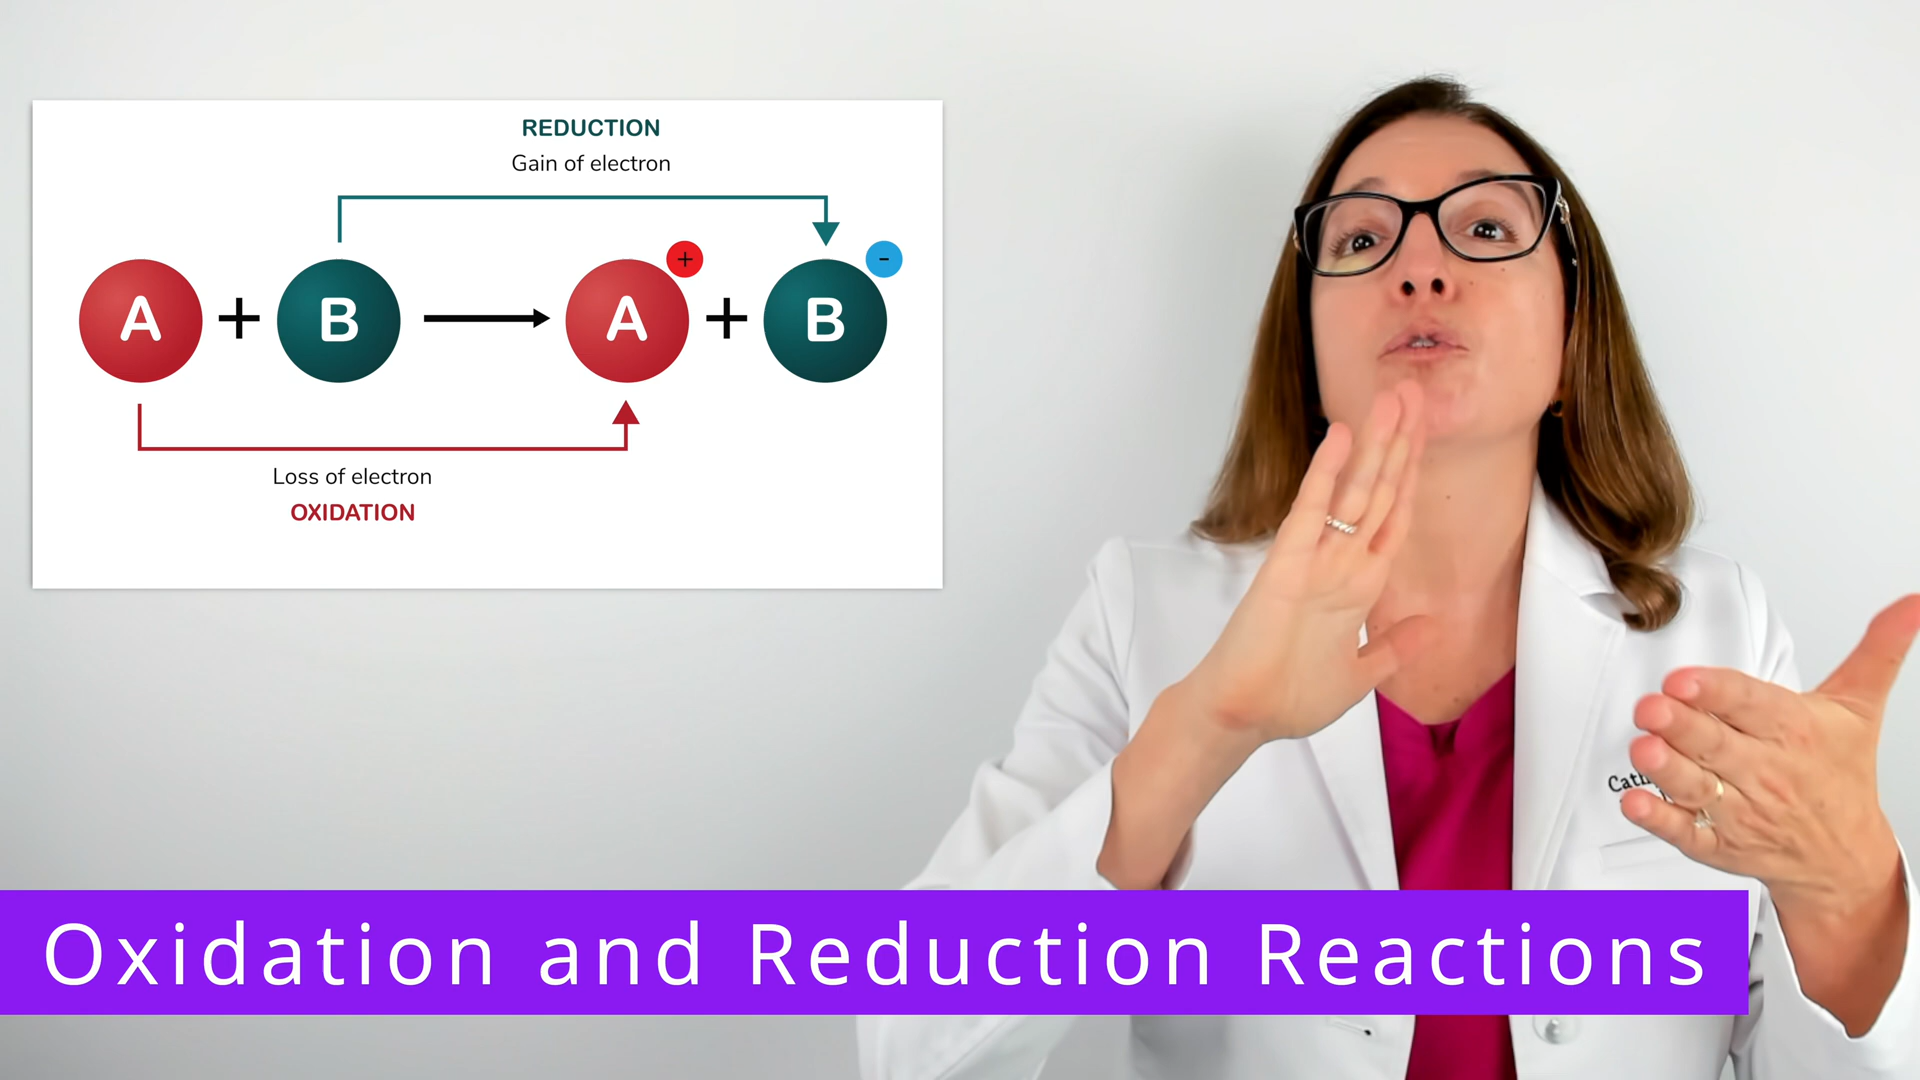 REDUCTION
Gain of electron
A + B → A + + B -
Loss of electron
OXIDATION
Oxidation and Reduction Reactions